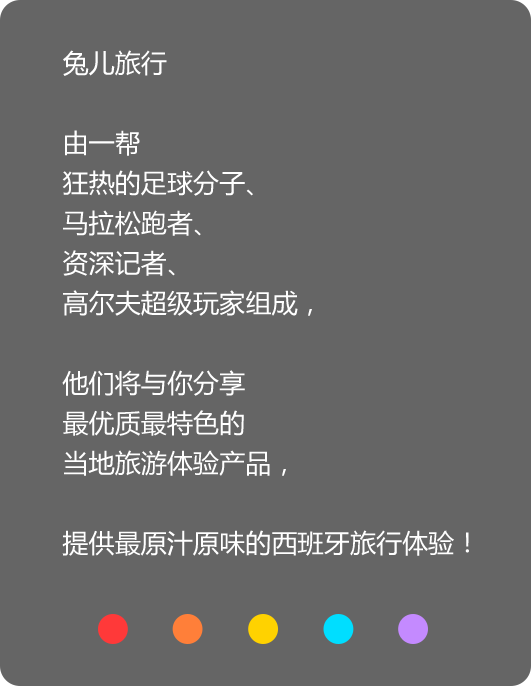 兔儿旅行
由一帮
狂热的足球分子、
马拉松跑者、
资深记者、
高尔夫超级玩家组成，
他们将与你分享
最优质最特色的
当地旅游体验产品，
提供最原汁原味的西班牙旅行体验！